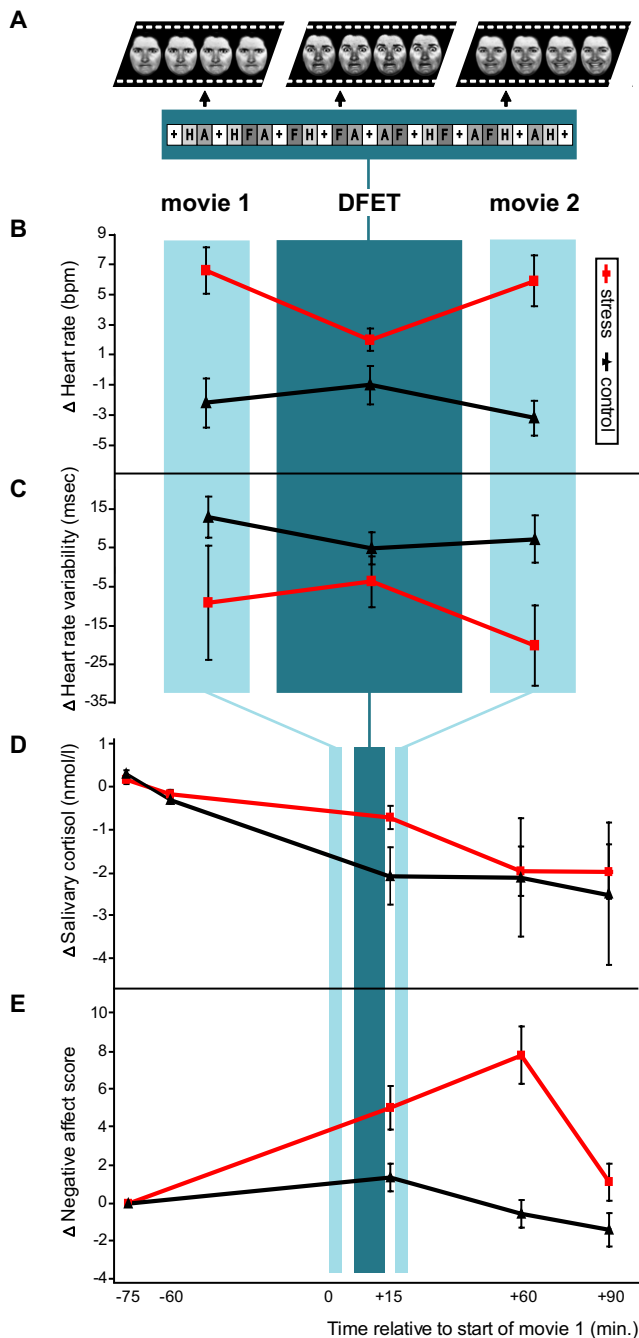 A
+ H A + H F A + F H + F A + A F + H F + A F H + A H +
movie 1 DFET movie 2
B
Δ Heart rate (bpm)
9
7
5
3
1
-1
-3
-5
stress
control
C
Δ Heart rate variability (msec)
15
5
-5
-15
-25
-35
D
Δ Salivary cortisol (nmol/l)
1
0
-1
-2
-3
-4
E
Δ Negative affect score
10
8
6
4
2
0
-2
-4
-75 -60 0 +15 +60 +90
Time relative to start of movie 1 (min.)